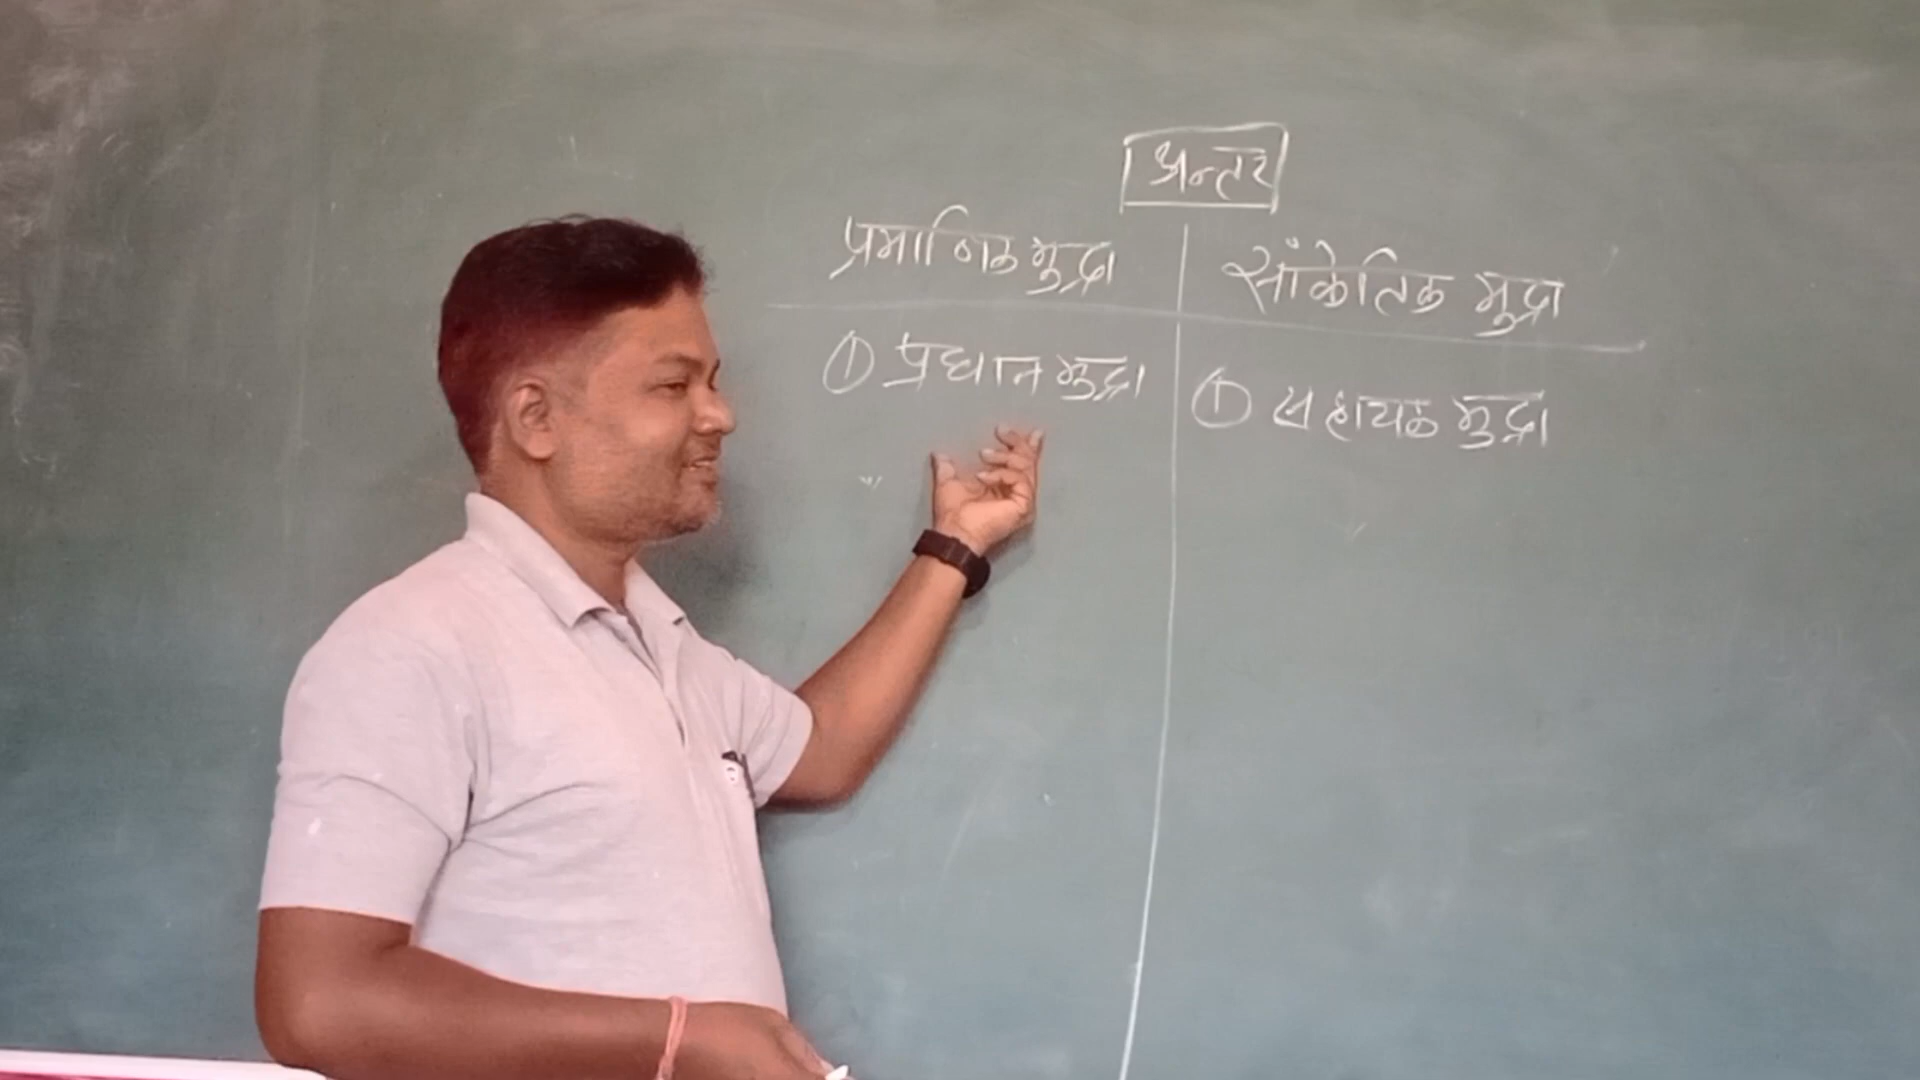 अन्तर
प्रमाणिक मुद्रा
सांकेतिक मुद्रा
① प्रधान मुद्रा
① सहायक मुद्रा